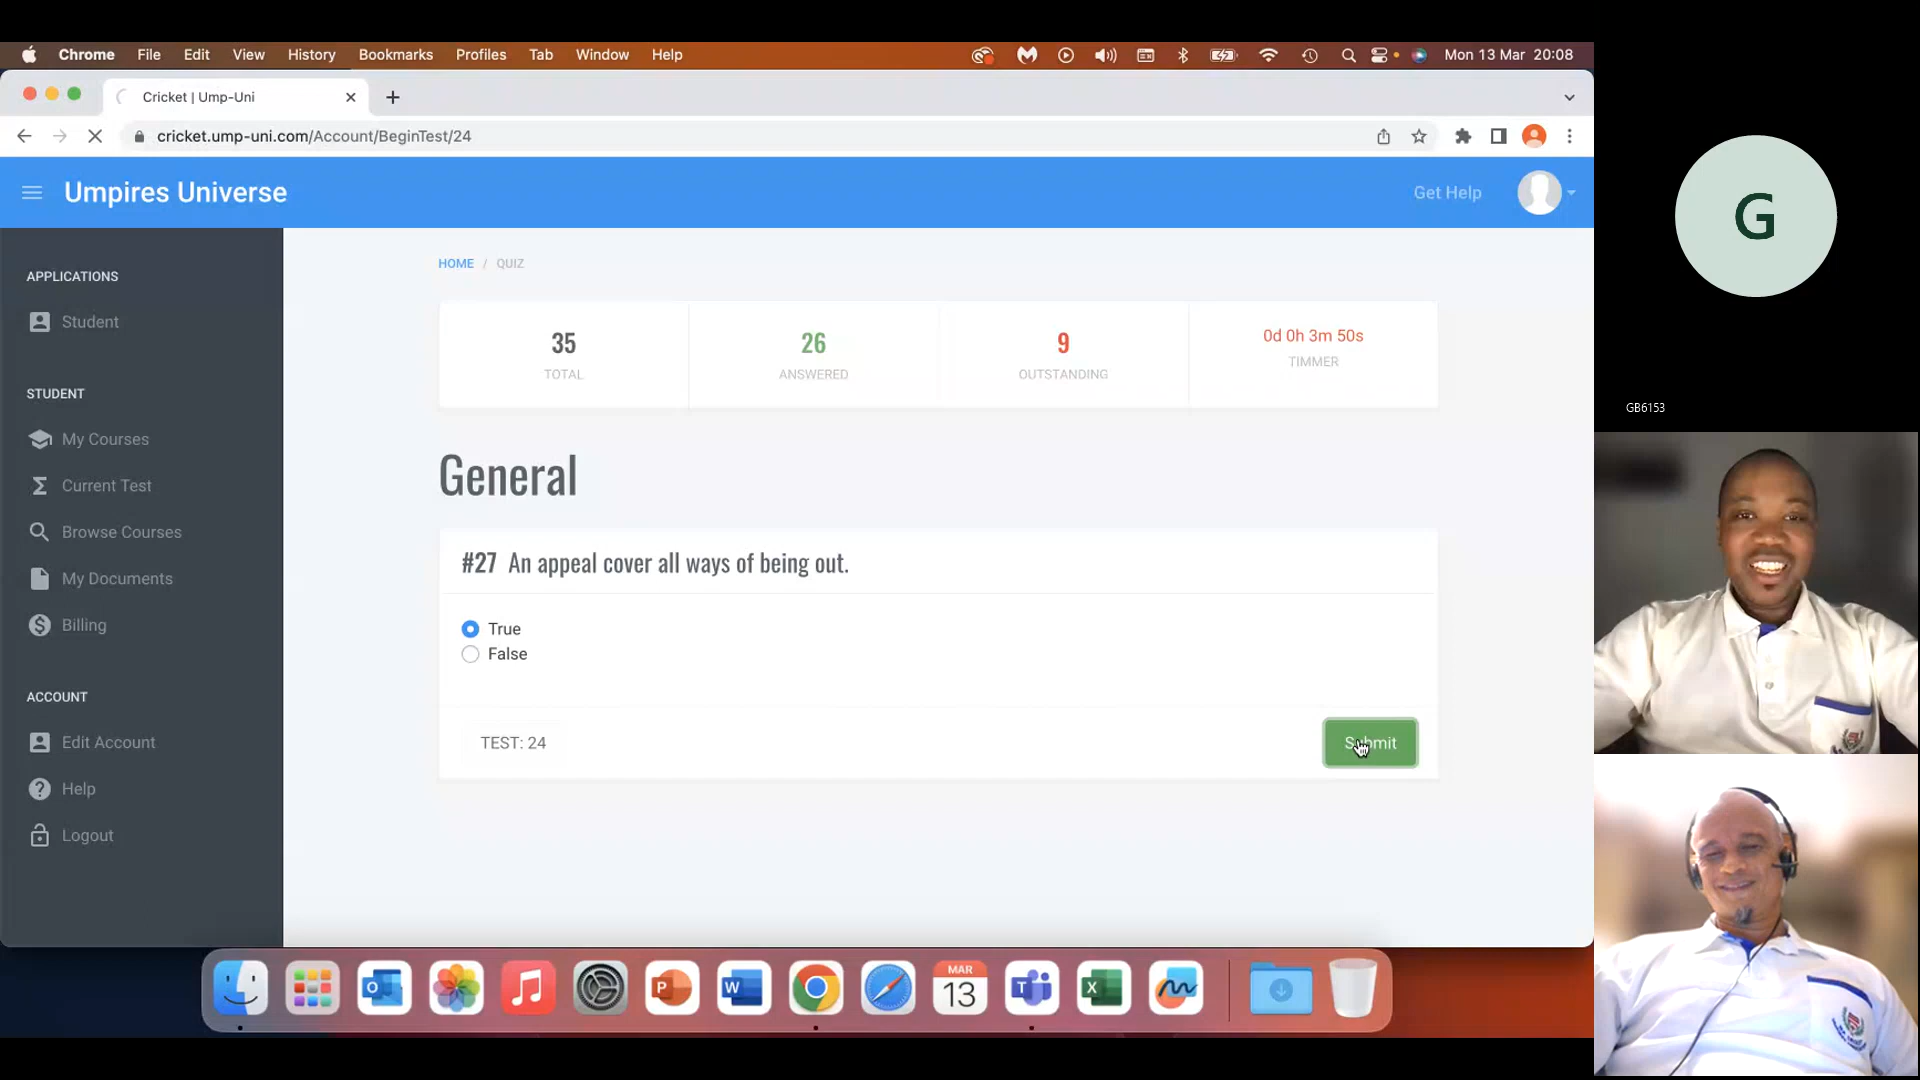 Chrome File Edit View History Bookmarks Profiles Tab Window Help Mon 13 Mar 20:08
Cricket | Ump-Uni
cricket.ump-uni.com/Account/BeginTest/24
Umpires Universe Get Help
APPLICATIONS
Student
STUDENT
My Courses
Current Test
Browse Courses
My Documents
Billing
ACCOUNT
Edit Account
Help
Logout
HOME / QUIZ
35
TOTAL
26
ANSWERED
9
OUTSTANDING
0d 0h 3m 50s
TIMMER
General
#27 An appeal cover all ways of being out.
True
False
TEST: 24
Submit
MAR
13
G
GB6153